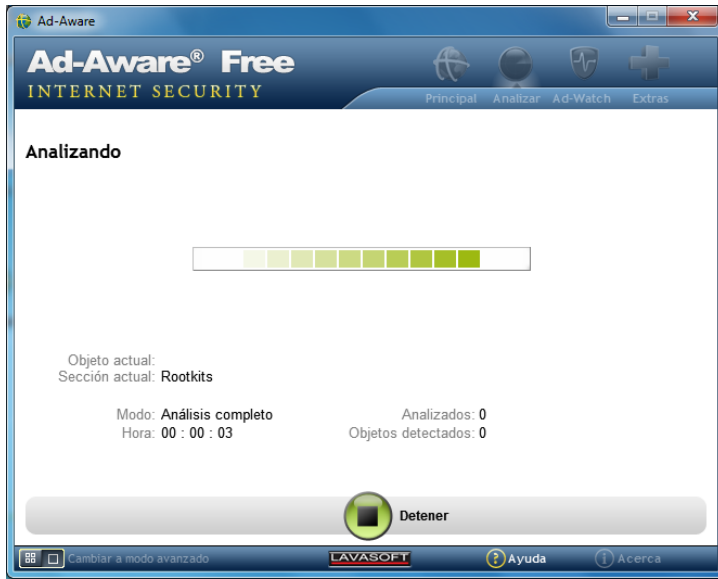 Ad-Aware
Ad-Aware® Free
INTERNET SECURITY
Principal Analizar Ad-Watch Extras
Analizando
Objeto actual:
Sección actual: Rootkits
Modo: Análisis completo
Analizados: 0
Hora: 00 : 00 : 03
Objetos detectados: 0
Detener
Cambiar a modo avanzado
LAVASOFT
Ayuda
Acerca